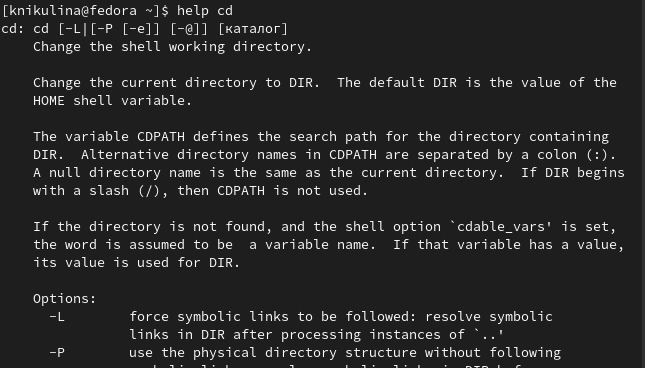 [knikulina@fedora ~]$ help cd
cd: cd [-L|[-P [-e]] [-@]] [каталог]
    Change the shell working directory.

    Change the current directory to DIR.  The default DIR is the value of the
    HOME shell variable.

    The variable CDPATH defines the search path for the directory containing
    DIR.  Alternative directory names in CDPATH are separated by a colon (:).
    A null directory name is the same as the current directory.  If DIR begins
    with a slash (/), then CDPATH is not used.

    If the directory is not found, and the shell option `cdable_vars' is set,
    the word is assumed to be  a variable name.  If that variable has a value,
    its value is used for DIR.

    Options:
      -L        force symbolic links to be followed: resolve symbolic
                links in DIR after processing instances of `..'
      -P        use the physical directory structure without following